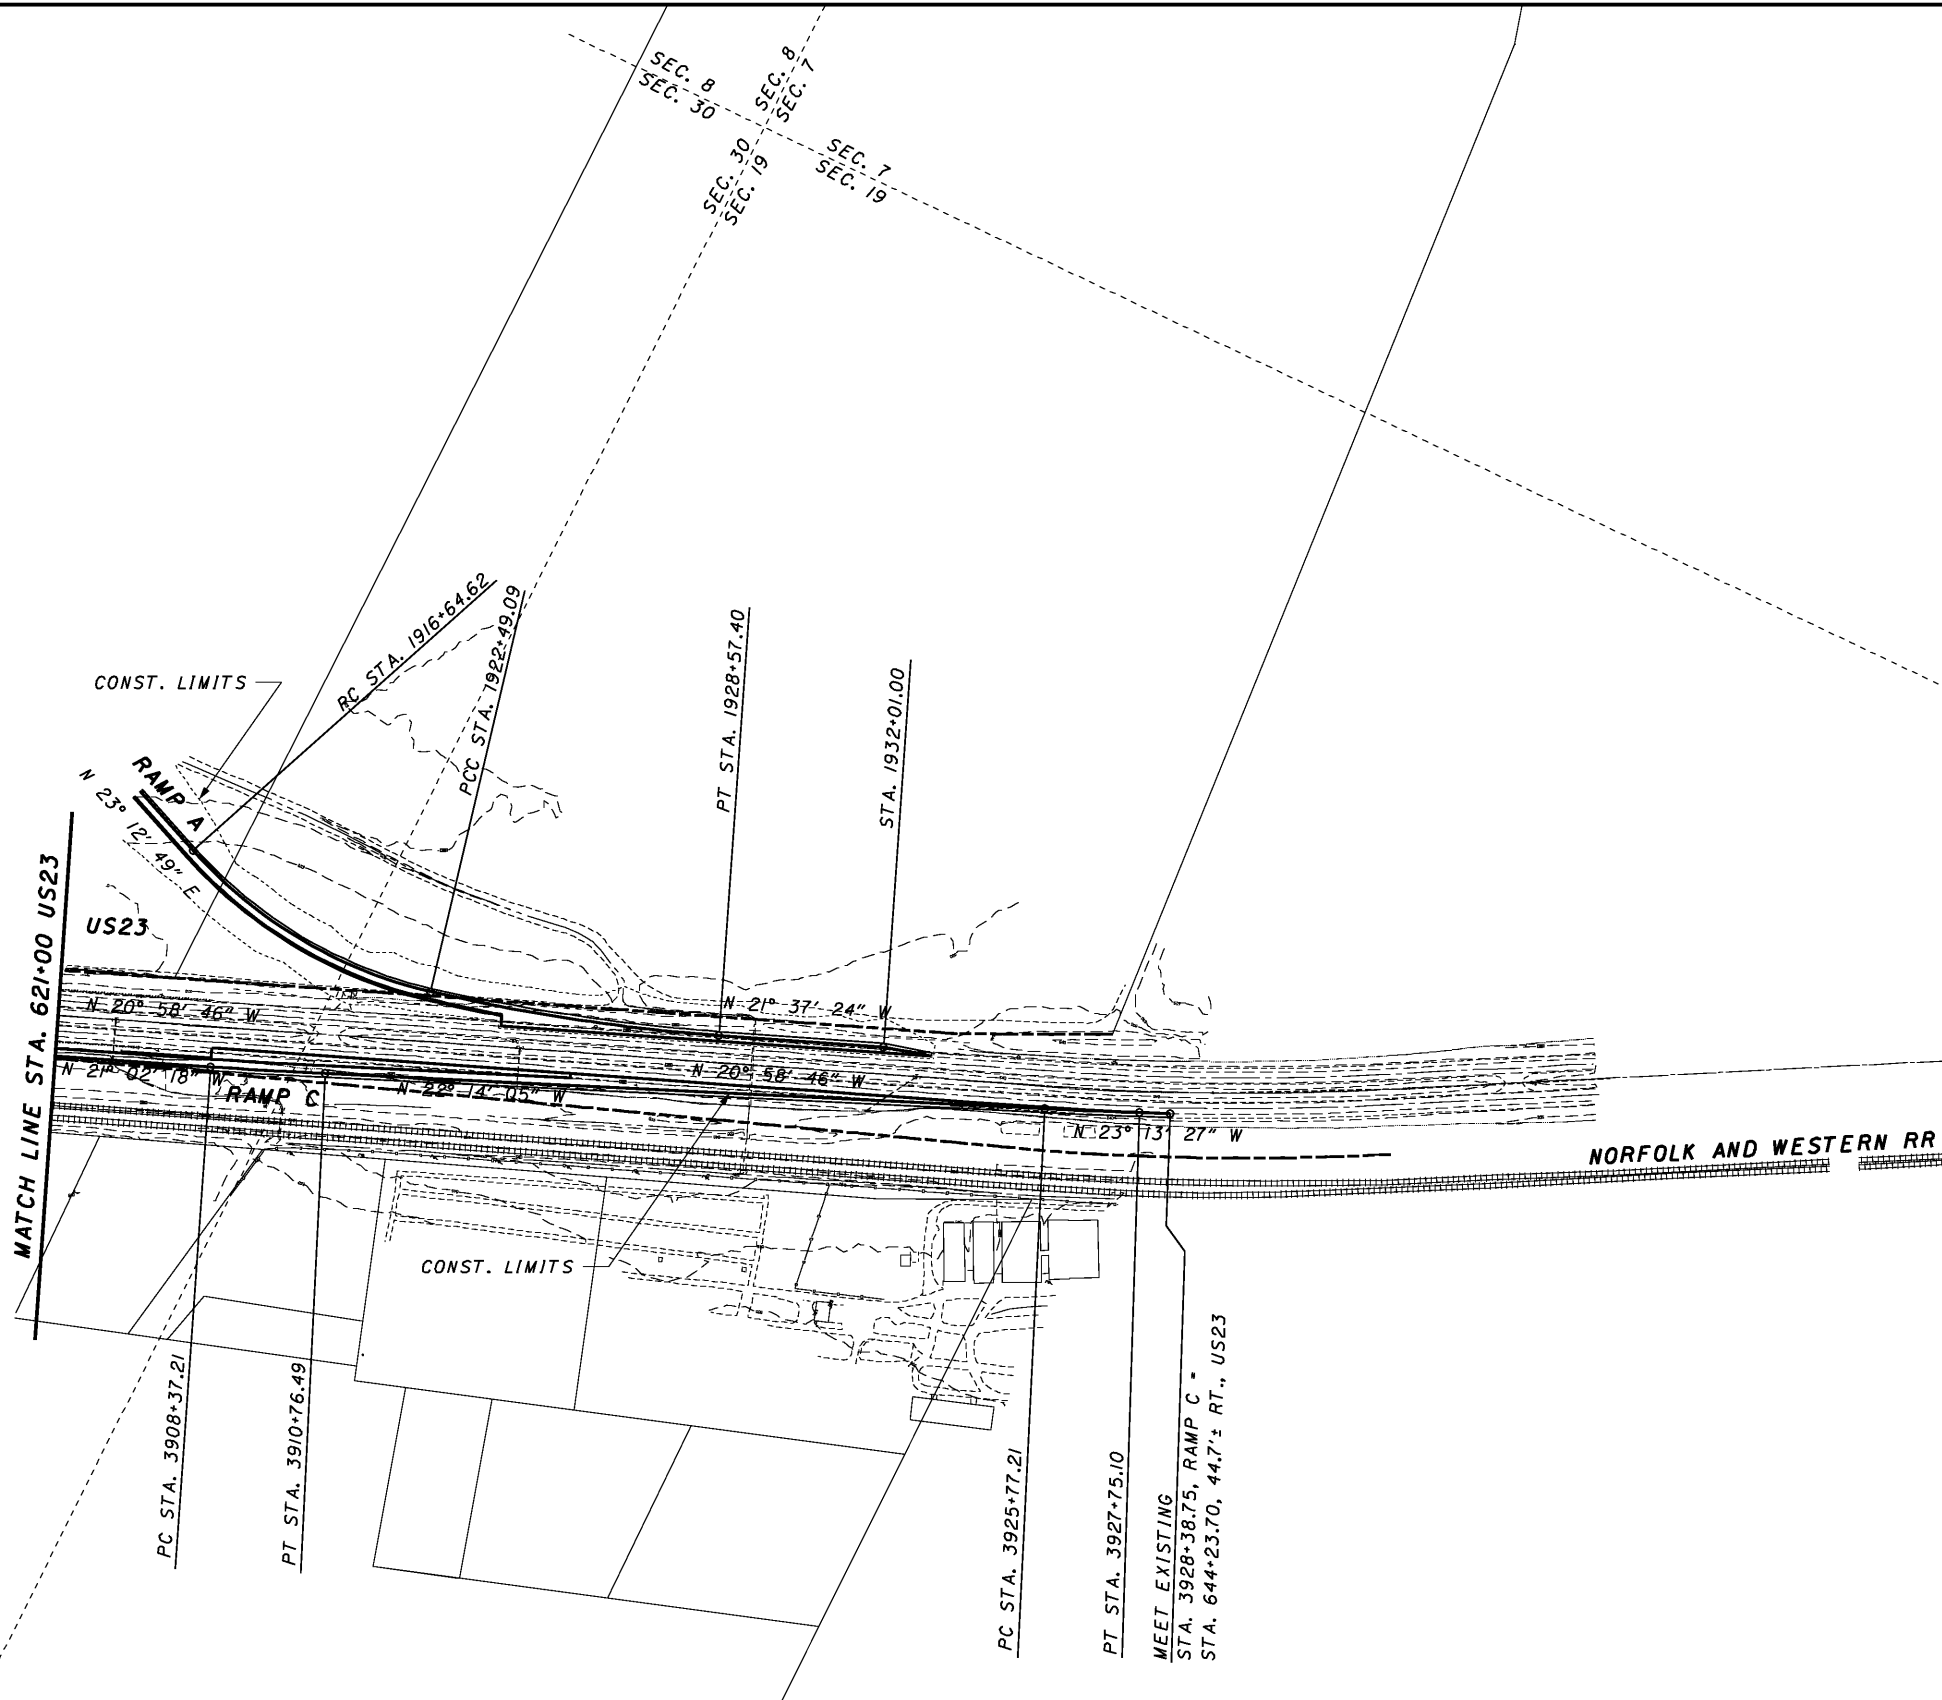 SEC. 8
SEC. 30
SEC. 8
SEC. 7
SEC. 30
SEC. 19
SEC. 7
SEC. 19
RC STA. 1916+64.62
PCC STA. 1922+49.09
PT STA. 1928+57.40
STA. 1932+01.00
CONST. LIMITS
RAMP A
N 23° 12' 49" E
MATCH LINE STA. 621+00 US23
US23
N 20° 58' 46" W
N 21° 37' 24" W
N 21° 02' 18" W
RAMP C
N 22° 14' 05" W
N 20° 58' 46" W
N 23° 13' 27" W
NORFOLK AND WESTERN RR
CONST. LIMITS
PC STA. 3908+37.21
PT STA. 3910+76.49
PC STA. 3925+77.21
PT STA. 3927+75.10
MEET EXISTING
STA. 3928+38.75, RAMP C =
STA. 644+23.70, 44.7'± RT., US23